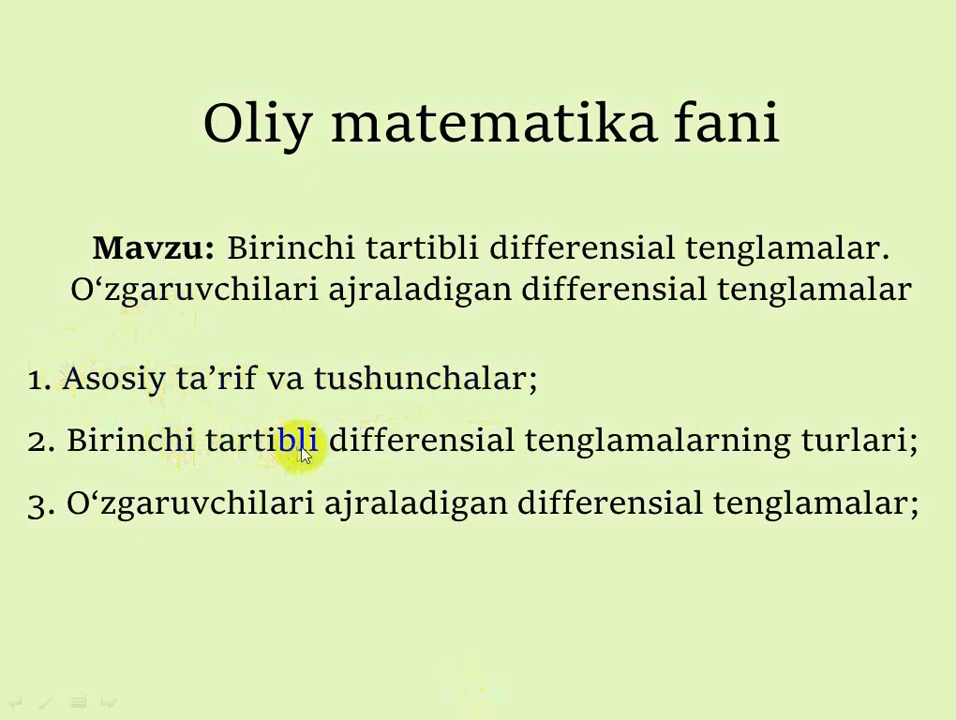 Oliy matematika fani
Mavzu: Birinchi tartibli differensial tenglamalar.
O‘zgaruvchilari ajraladigan differensial tenglamalar
1. Asosiy ta’rif va tushunchalar;
2. Birinchi tartibli differensial tenglamalarning turlari;
3. O‘zgaruvchilari ajraladigan differensial tenglamalar;